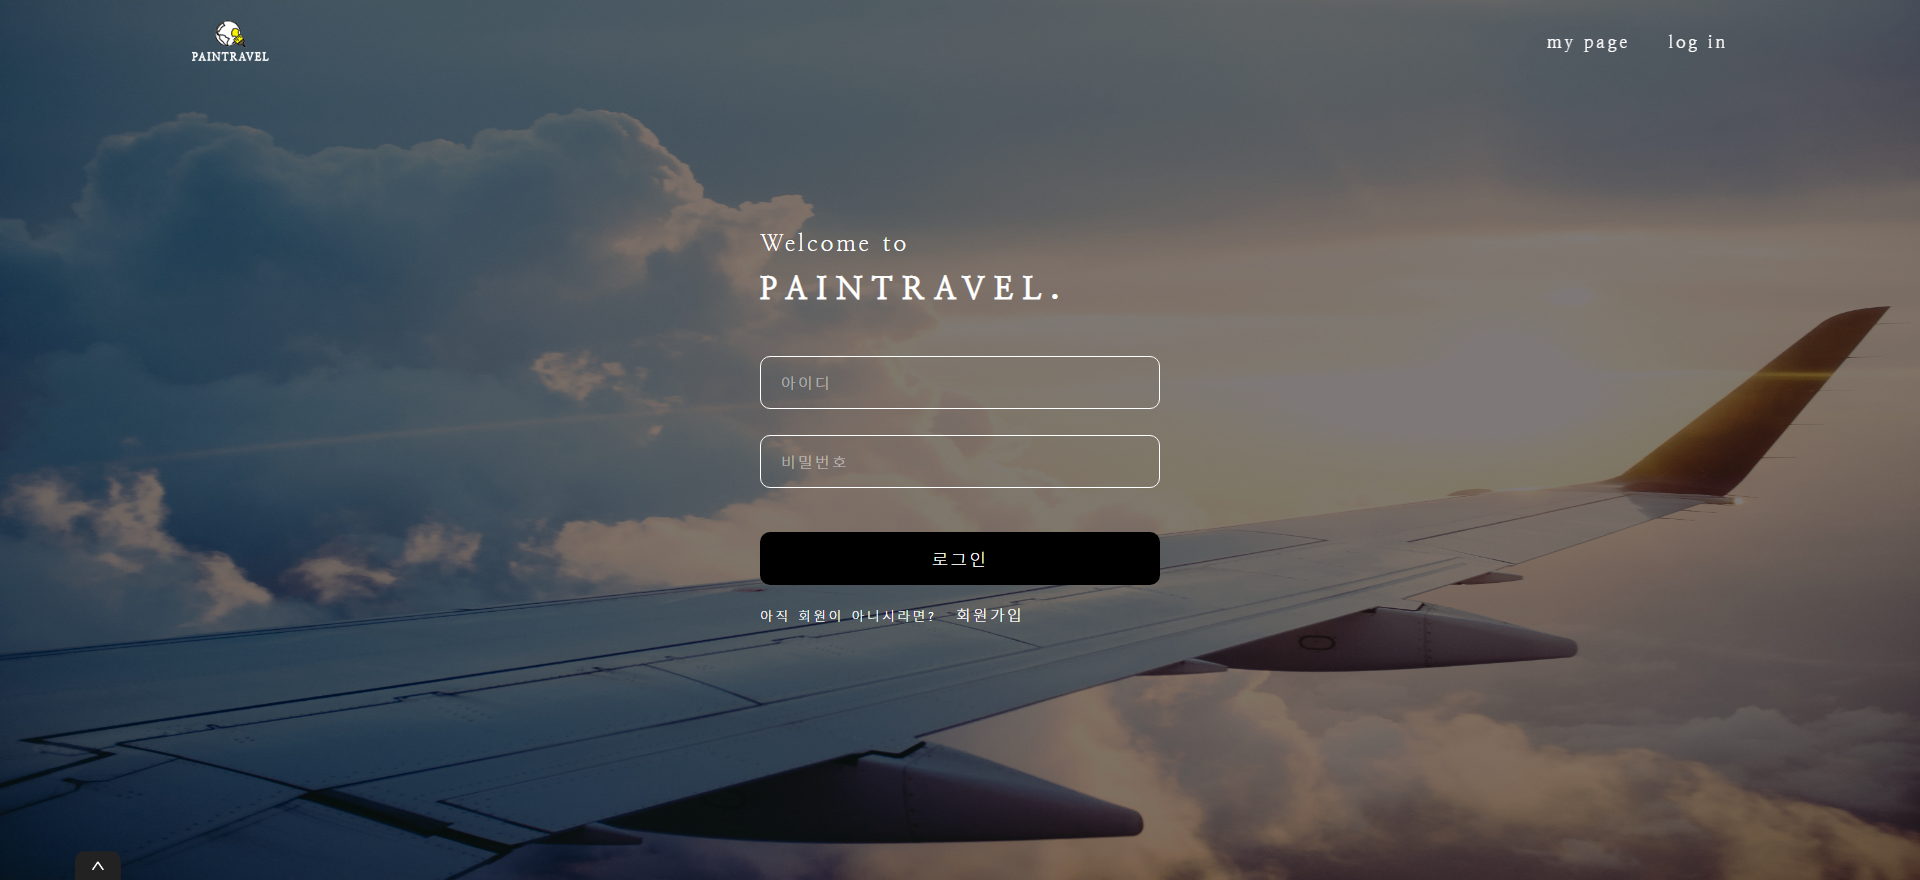 PAINTRAVEL
my page
log in
Welcome to
PAINTRAVEL.
아이디
비밀번호
로그인
아직 회원이 아니시라면? 회원가입